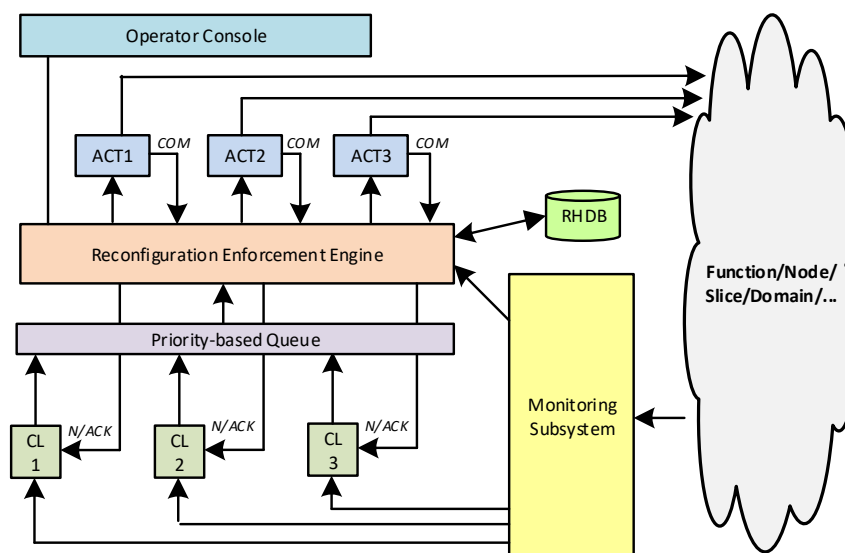 Operator Console
COM
COM
COM
ACT1
ACT2
ACT3
RHDB
Reconfiguration Enforcement Engine
Function/Node/
Slice/Domain/...
Priority-based Queue
N/ACK
N/ACK
N/ACK
CL
1
CL
2
CL
3
Monitoring
Subsystem